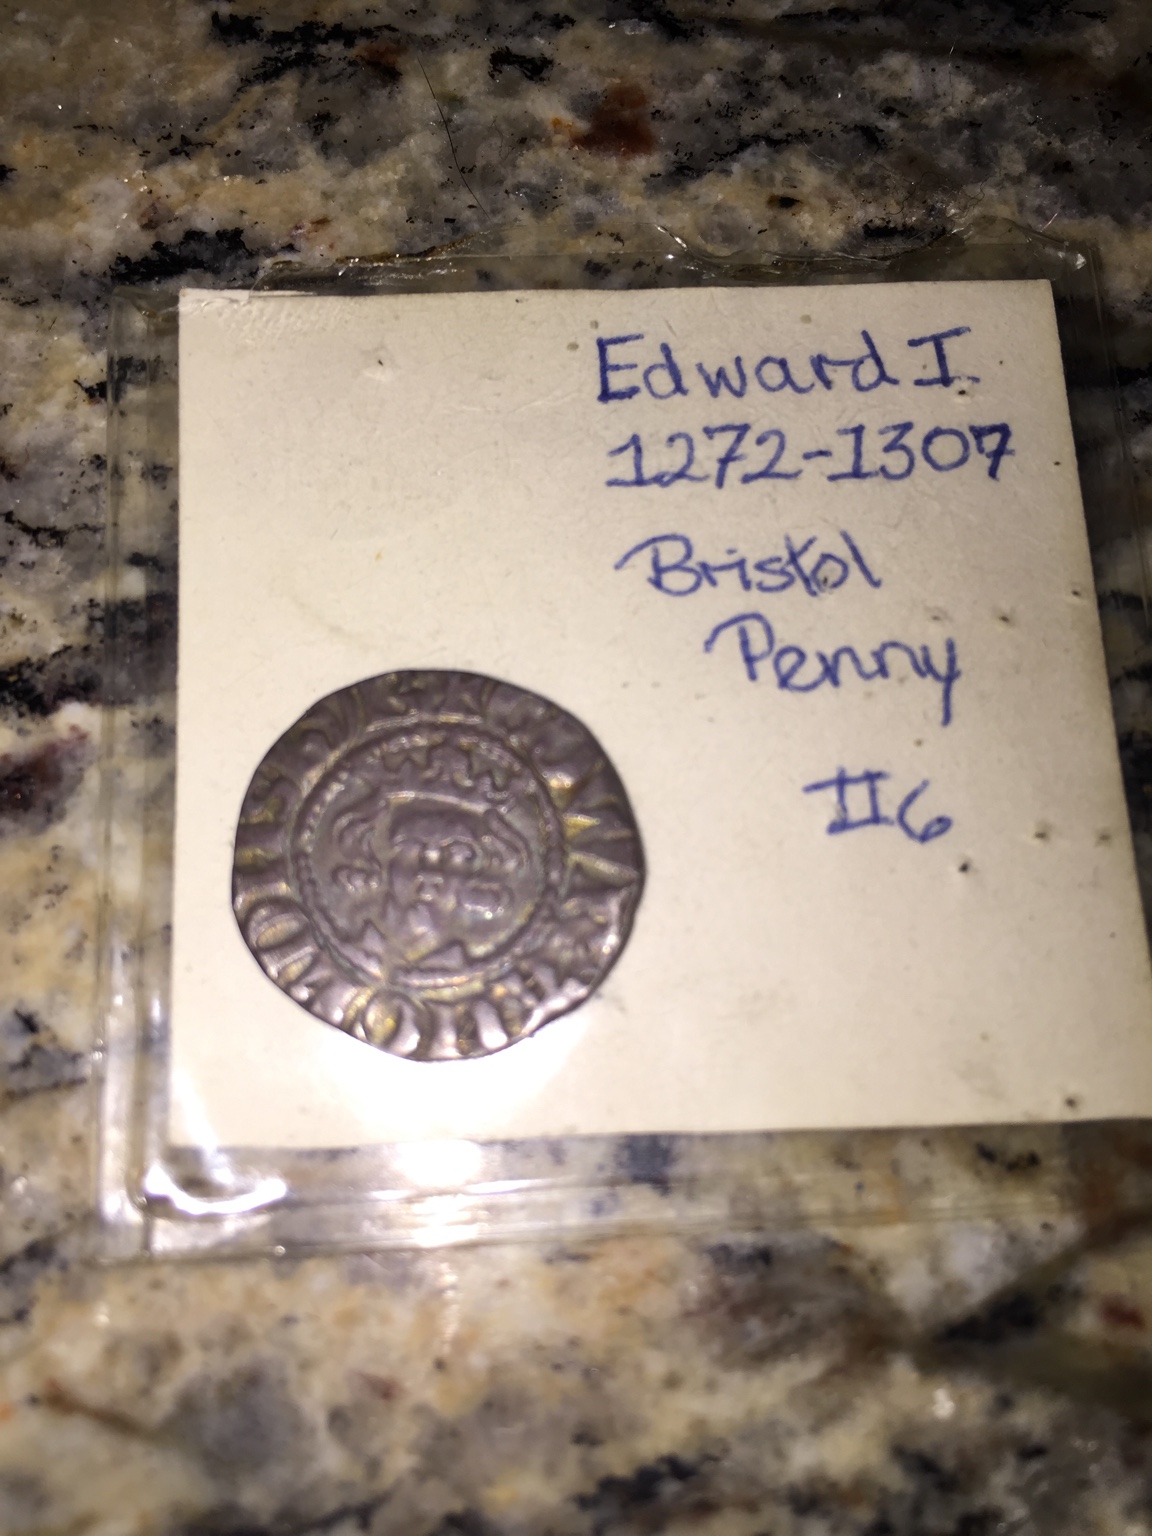 Edward I
1272-1307
Bristol
Penny
II6